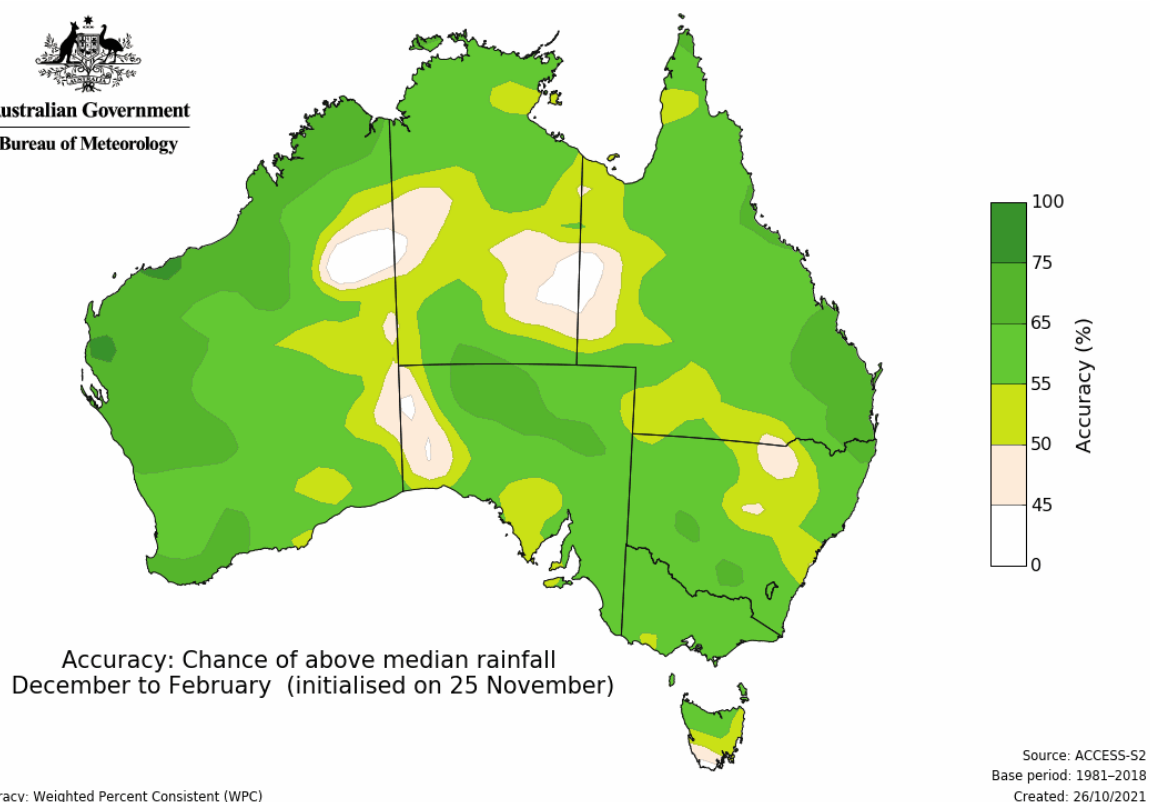 Australian Government
Bureau of Meteorology
100
75
65
55
50
45
0
Accuracy (%)
Accuracy: Chance of above median rainfall
December to February (initialised on 25 November)
Source: ACCESS-S2
Base period: 1981–2018
racy: Weighted Percent Consistent (WPC)
Created: 26/10/2021